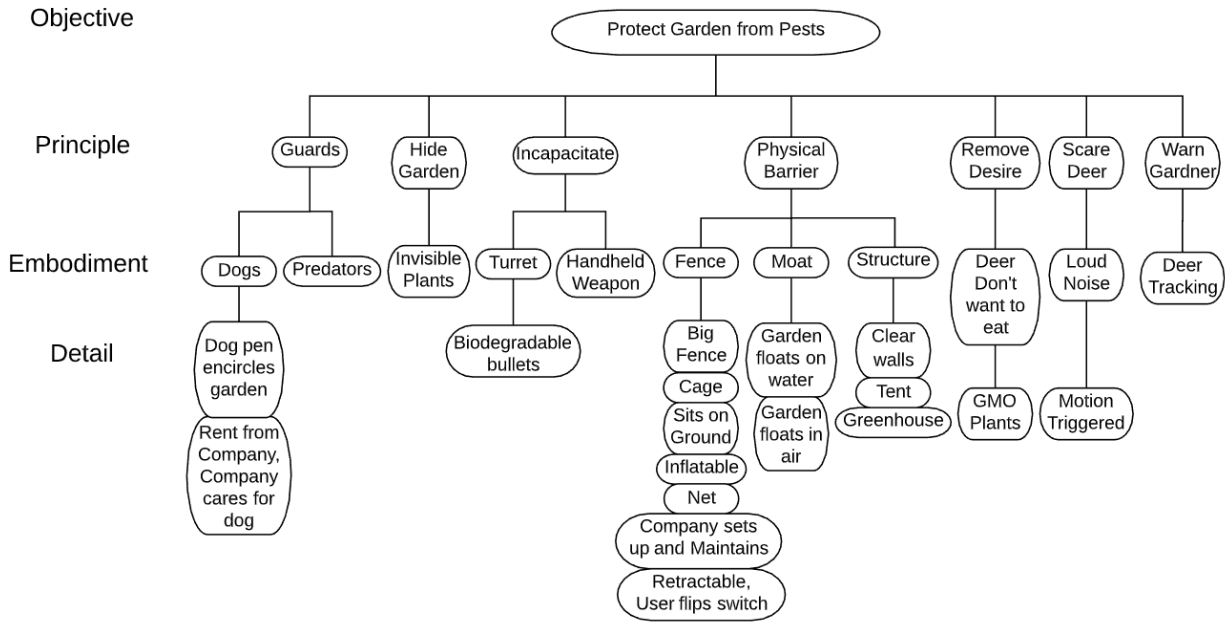 Objective
Protect Garden from Pests
Principle
Guards
Hide
Garden
Incapacitate
Physical
Barrier
Remove
Desire
Scare
Deer
Warn
Gardner
Embodiment
Dogs
Predators
Invisible
Plants
Turret
Handheld
Weapon
Fence
Moat
Structure
Deer
Don't
want to
eat
Loud
Noise
Deer
Tracking
Detail
Dog pen
encircles
garden
Rent from
Company,
Company
cares for
dog
Biodegradable
bullets
Big
Fence
Cage
Sits on
Ground
Inflatable
Net
Company sets
up and Maintains
Retractable,
User flips switch
Garden
floats on
water
Garden
floats in
air
Clear
walls
Tent
Greenhouse
GMO
Plants
Motion
Triggered